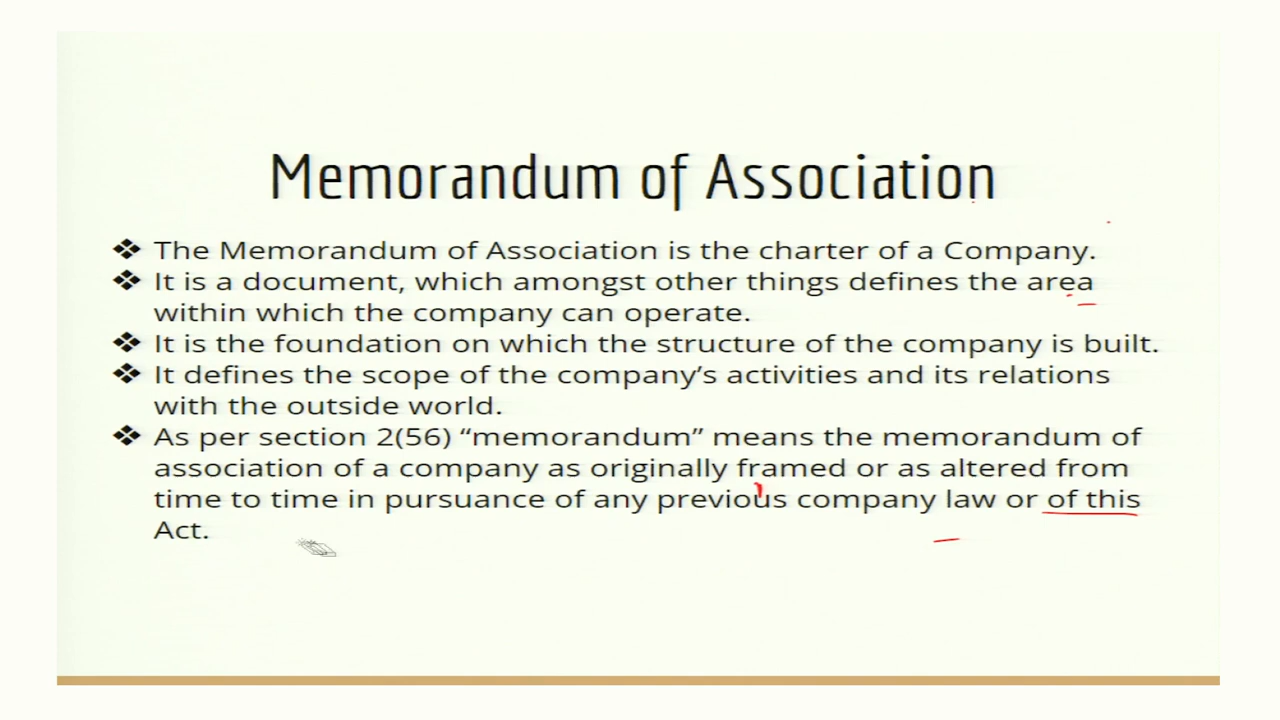 Memorandum of Association
❖ The Memorandum of Association is the charter of a Company.
❖ It is a document, which amongst other things defines the area
within which the company can operate.
❖ It is the foundation on which the structure of the company is built.
❖ It defines the scope of the company’s activities and its relations
with the outside world.
❖ As per section 2(56) “memorandum” means the memorandum of
association of a company as originally framed or as altered from
time to time in pursuance of any previous company law or of this
Act.